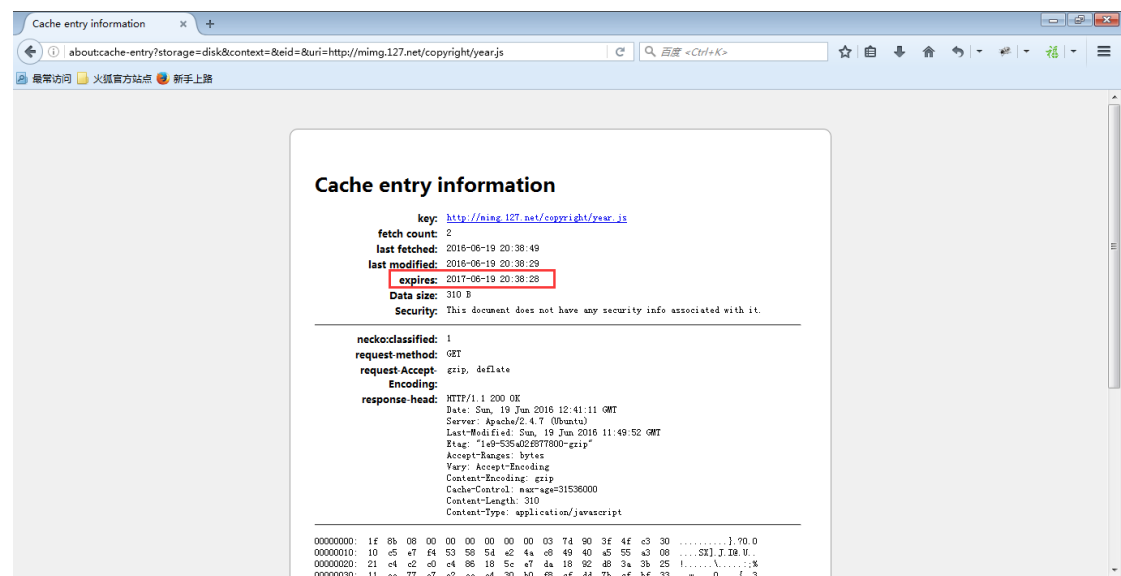 Cache entry information
about:cache-entry?storage=disk&context=&eid=&uri=http://mimg.127.net/copyright/year.js
百度 <Ctrl+K>
最常访问 火狐官方站点 新手上路
Cache entry information
key: http://mimg.127.net/copyright/year.js
fetch count: 2
last fetched: 2016-06-19 20:38:49
last modified: 2016-06-19 20:38:29
expires: 2017-06-19 20:38:28
Data size: 310 B
Security: This document does not have any security info associated with it.
necko:classified: 1
request-method: GET
request-Accept- gzip, deflate
Encoding:
response-head: HTTP/1.1 200 OK
Date: Sun, 19 Jun 2016 12:41:11 GMT
Server: Apache/2.4.7 (Ubuntu)
Last-Modified: Sun, 19 Jun 2016 11:49:52 GMT
Etag: "1e9-535a02f877800-gzip"
Accept-Ranges: bytes
Vary: Accept-Encoding
Content-Encoding: gzip
Cache-Control: max-age=31536000
Content-Length: 310
Content-Type: application/javascript
00000000: 1f 8b 08 00 00 00 00 00 00 03 7d 90 3f 4f c3 30 ..........}.?O.0
00000010: 10 c5 e7 f4 53 58 5d e2 4a c8 49 40 a5 55 a3 08 ....SX].J.I@.U..
00000020: 21 c4 c2 c0 c4 86 18 5c e7 da 18 92 d8 3a 3b 25 !......\.....:;%